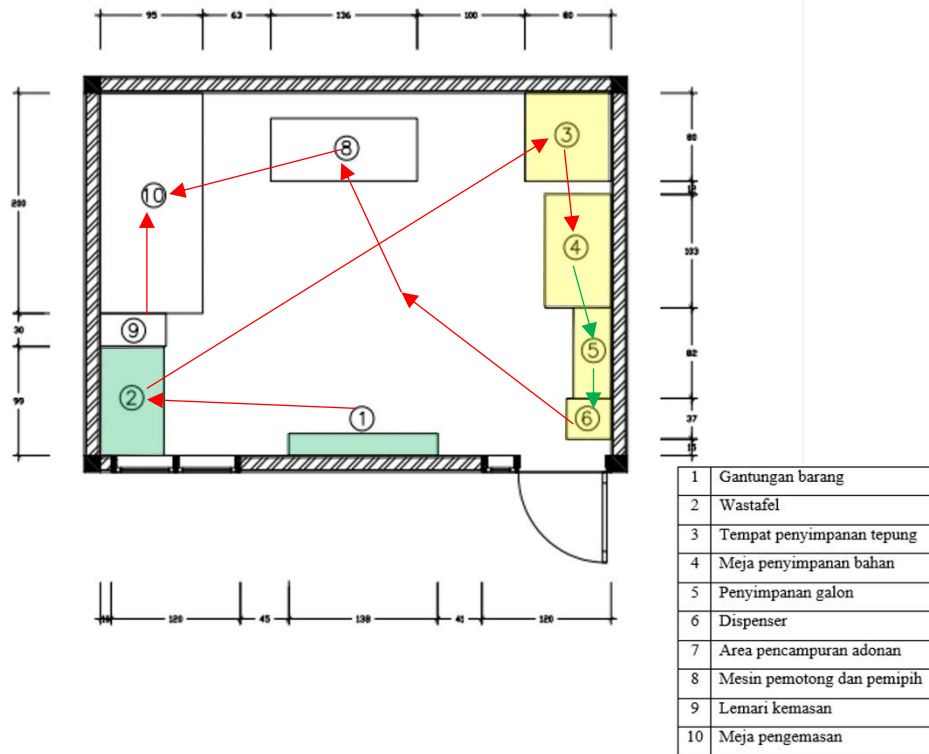 95 63 136 100 80
3
8
10
4
9
5
2
1
6
200
30
99
80
103
82
37
15
120 45 138 41 120
1 Gantungan barang
2 Wastafel
3 Tempat penyimpanan tepung
4 Meja penyimpanan bahan
5 Penyimpanan galon
6 Dispenser
7 Area pencampuran adonan
8 Mesin pemotong dan pemipih
9 Lemari kemasan
10 Meja pengemasan